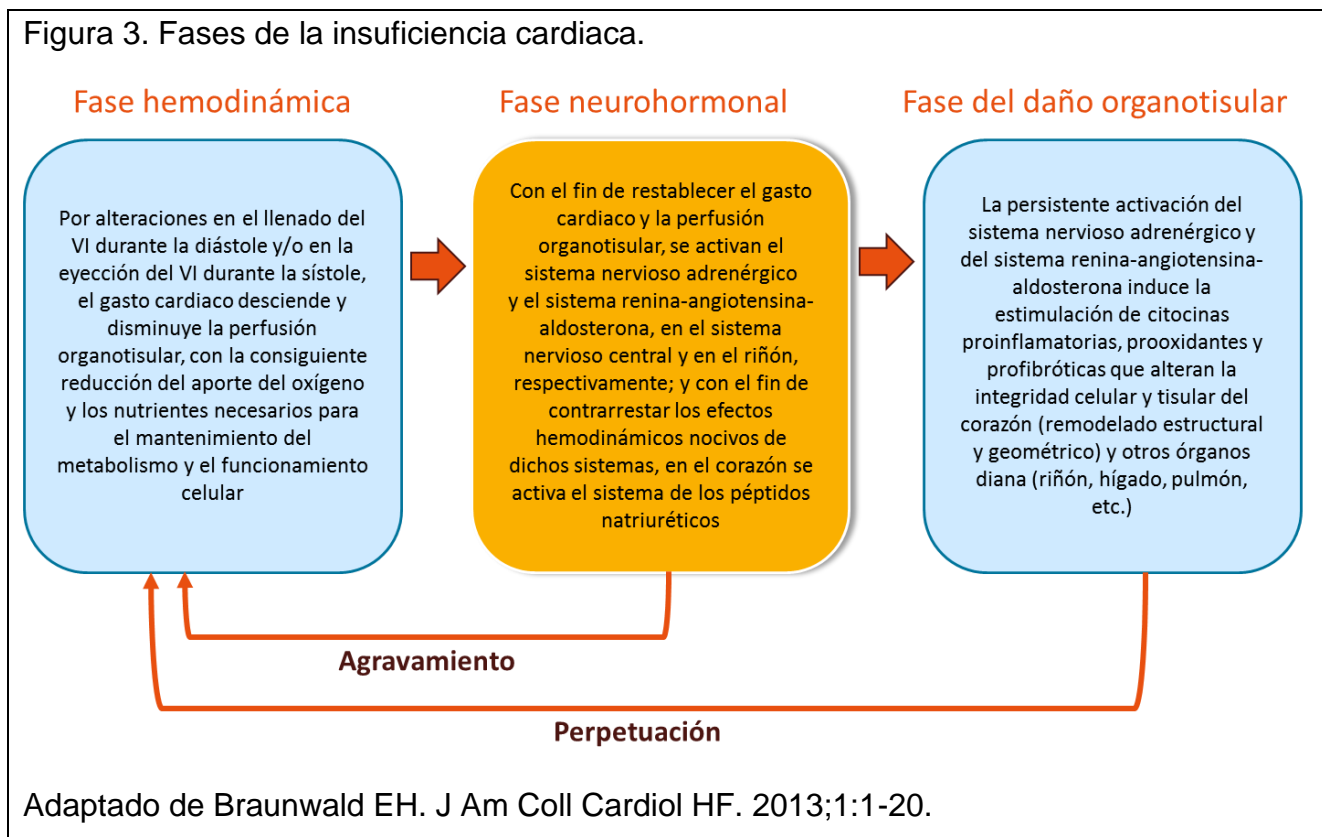 Figura 3. Fases de la insuficiencia cardiaca.
Fase hemodinámica
Por alteraciones en el llenado del
VI durante la diástole y/o en la
eyección del VI durante la sístole,
el gasto cardiaco desciende y
disminuye la perfusión
organotisular, con la consiguiente
reducción del aporte del oxígeno
y los nutrientes necesarios para
el mantenimiento del
metabolismo y el funcionamiento
celular
Fase neurohormonal
Con el fin de restablecer el gasto
cardiaco y la perfusión
organotisular, se activan el
sistema nervioso adrenérgico
y el sistema renina-angiotensina-
aldosterona, en el sistema
nervioso central y en el riñón,
respectivamente; y con el fin de
contrarrestar los efectos
hemodinámicos nocivos de
dichos sistemas, en el corazón se
activa el sistema de los péptidos
natriuréticos
Fase del daño organotisular
La persistente activación del
sistema nervioso adrenérgico y
del sistema renina-angiotensina-
aldosterona induce la
estimulación de citocinas
proinflamatorias, prooxidantes y
profibróticas que alteran la
integridad celular y tisular del
corazón (remodelado estructural
y geométrico) y otros órganos
diana (riñón, hígado, pulmón,
etc.)
Agravamiento
Perpetuación
Adaptado de Braunwald EH. J Am Coll Cardiol HF. 2013;1:1-20.